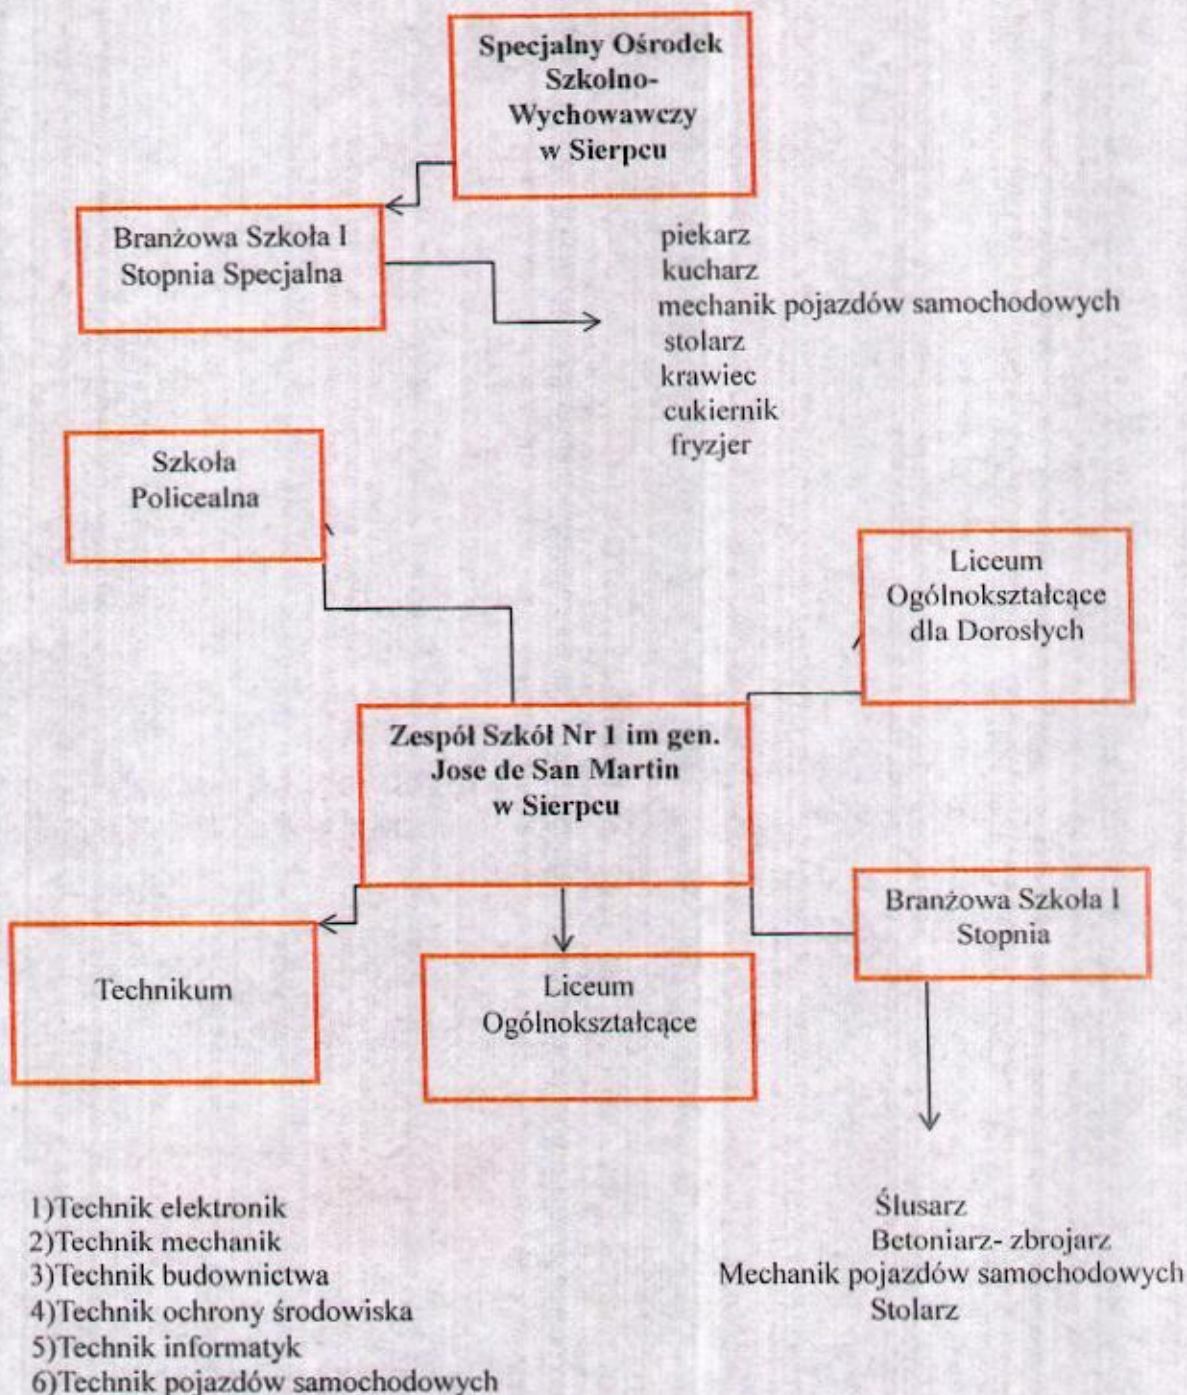 Specjalny Ośrodek
Szkolno-
Wychowawczy
w Sierpcu
Branżowa Szkoła I
Stopnia Specjalna
piekarz
kucharz
mechanik pojazdów samochodowych
stolarz
krawiec
cukiernik
fryzjer
Szkoła
Policealna
Liceum
Ogólnokształcące
dla Dorosłych
Zespół Szkół Nr 1 im gen.
Jose de San Martin
w Sierpcu
Branżowa Szkoła I
Stopnia
Technikum
Liceum
Ogólnokształcące
1)Technik elektronik
2)Technik mechanik
3)Technik budownictwa
4)Technik ochrony środowiska
5)Technik informatyk
6)Technik pojazdów samochodowych
Ślusarz
Betoniarz- zbrojarz
Mechanik pojazdów samochodowych
Stolarz